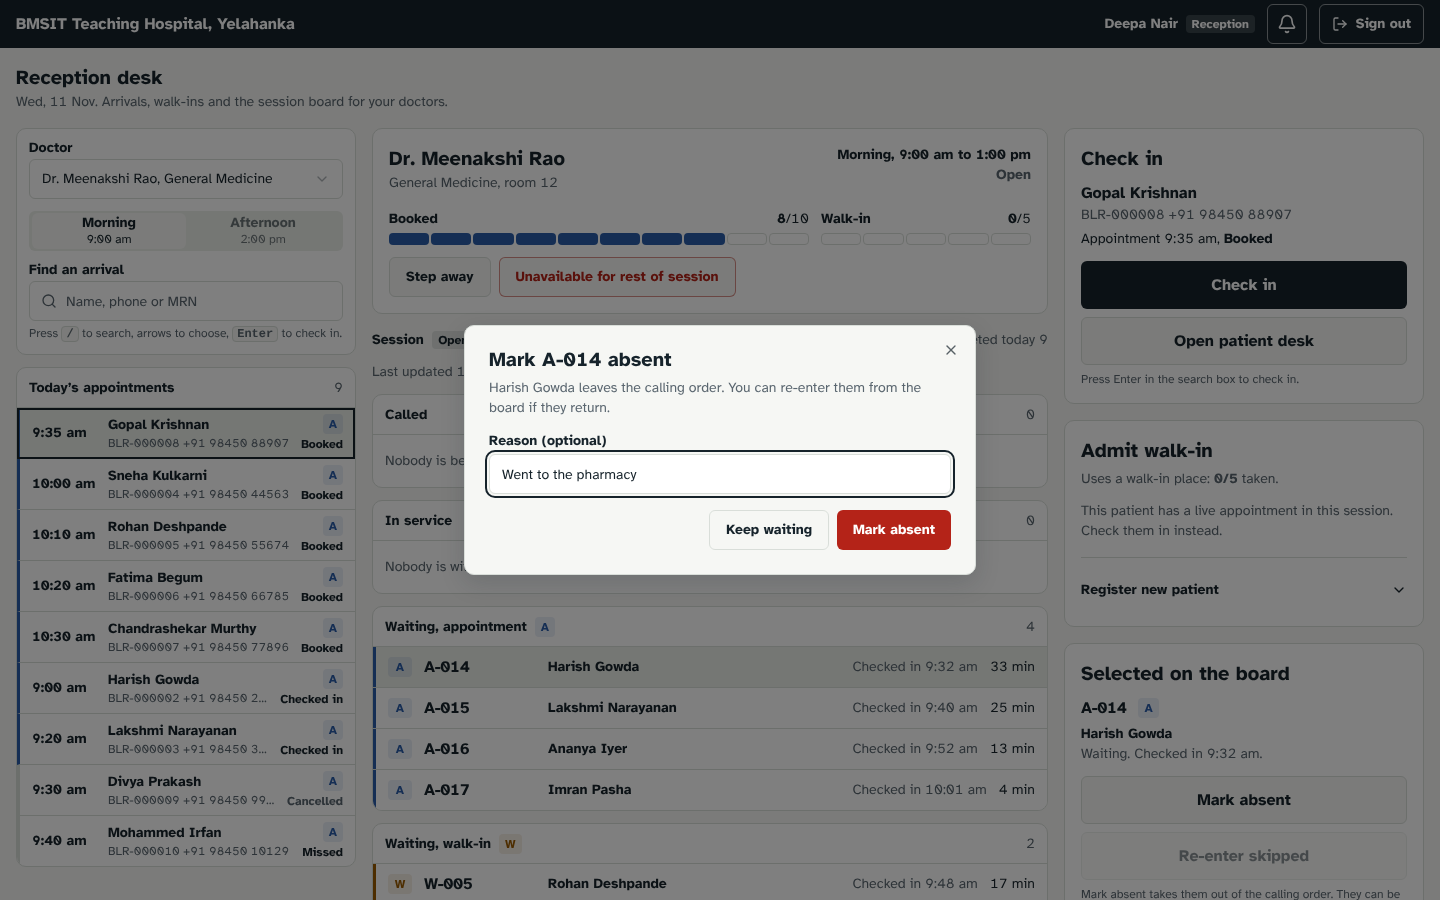 BMSIT Teaching Hospital, Yelahanka
Deepa Nair Reception
Sign out
Reception desk
Wed, 11 Nov. Arrivals, walk-ins and the session board for your doctors.
Doctor
Dr. Meenakshi Rao, General Medicine
Morning
9:00 am
Afternoon
2:00 pm
Find an arrival
Name, phone or MRN
Press / to search, arrows to choose, Enter to check in.
Today's appointments 9
9:35 am Gopal Krishnan A
BLR-000008 +91 98450 88907 Booked
10:00 am Sneha Kulkarni A
BLR-000004 +91 98450 44563 Booked
10:10 am Rohan Deshpande A
BLR-000005 +91 98450 55674 Booked
10:20 am Fatima Begum A
BLR-000006 +91 98450 66785 Booked
10:30 am Chandrashekar Murthy A
BLR-000007 +91 98450 77896 Booked
9:00 am Harish Gowda A
BLR-000002 +91 98450 2... Checked in
9:20 am Lakshmi Narayanan A
BLR-000003 +91 98450 3... Checked in
9:30 am Divya Prakash A
BLR-000009 +91 98450 99... Cancelled
9:40 am Mohammed Irfan A
BLR-000010 +91 98450 10129 Missed
Dr. Meenakshi Rao
General Medicine, room 12
Morning, 9:00 am to 1:00 pm
Open
Booked 8/10
Walk-in 0/5
Step away
Unavailable for rest of session
Session
today 9
Last updated
Called 0
Nobody is
In service 0
Nobody is
Mark A-014 absent
Harish Gowda leaves the calling order. You can re-enter them from the
board if they return.
Reason (optional)
Went to the pharmacy
Keep waiting
Mark absent
Waiting, appointment A 4
A A-014 Harish Gowda Checked in 9:32 am 33 min
A A-015 Lakshmi Narayanan Checked in 9:40 am 25 min
A A-016 Ananya Iyer Checked in 9:52 am 13 min
A A-017 Imran Pasha Checked in 10:01 am 4 min
Waiting, walk-in W 2
W W-005 Rohan Deshpande Checked in 9:48 am 17 min
Check in
Gopal Krishnan
BLR-000008 +91 98450 88907
Appointment 9:35 am, Booked
Check in
Open patient desk
Press Enter in the search box to check in.
Admit walk-in
Uses a walk-in place: 0/5 taken.
This patient has a live appointment in this session.
Check them in instead.
Register new patient
Selected on the board
A-014 A
Harish Gowda
Waiting. Checked in 9:32 am.
Mark absent
Re-enter skipped
Mark absent takes them out of the calling order. They can be